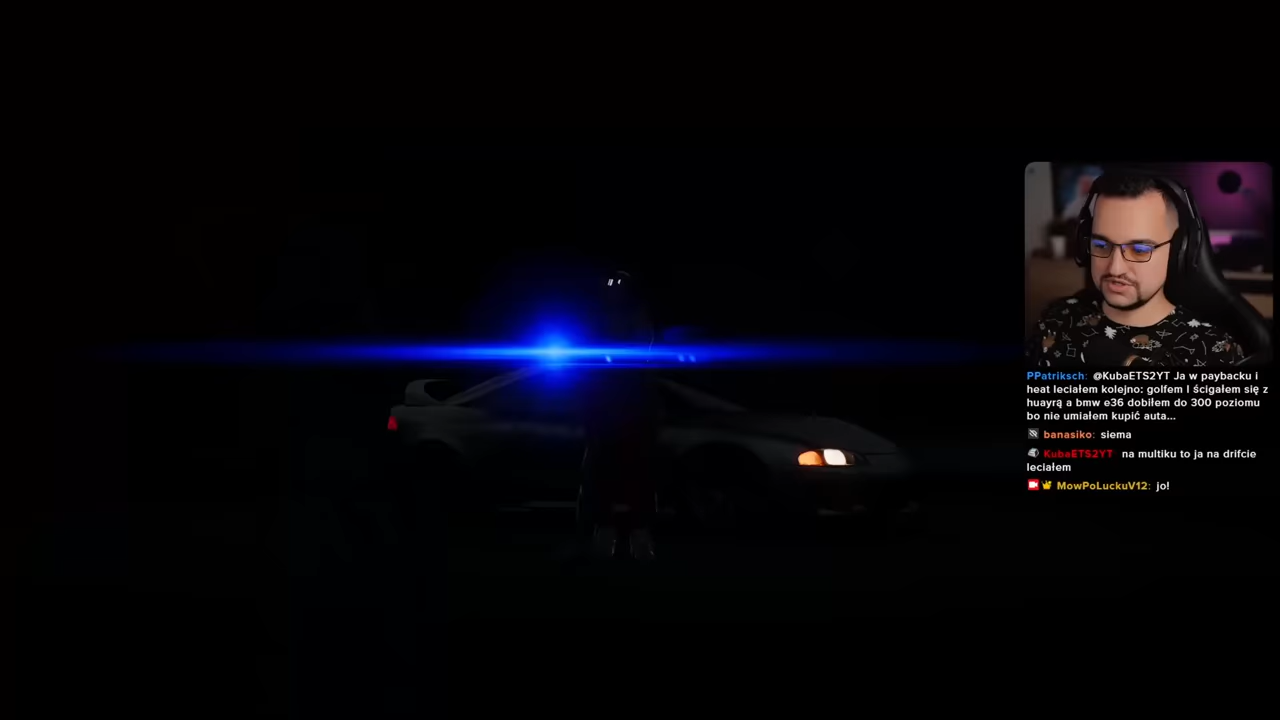 PPatriksch: @KubaETS2YT Ja w paybacku i
heat leciałem kolejno: golfem I ścigałem się z
huayrą a bmw e36 dobiłem do 300 poziomu
bo nie umiałem kupić auta...
banasiko: siema
KubaETS2YT: na multiku to ja na drifcie
leciałem
MowPoLuckuV12: jo!